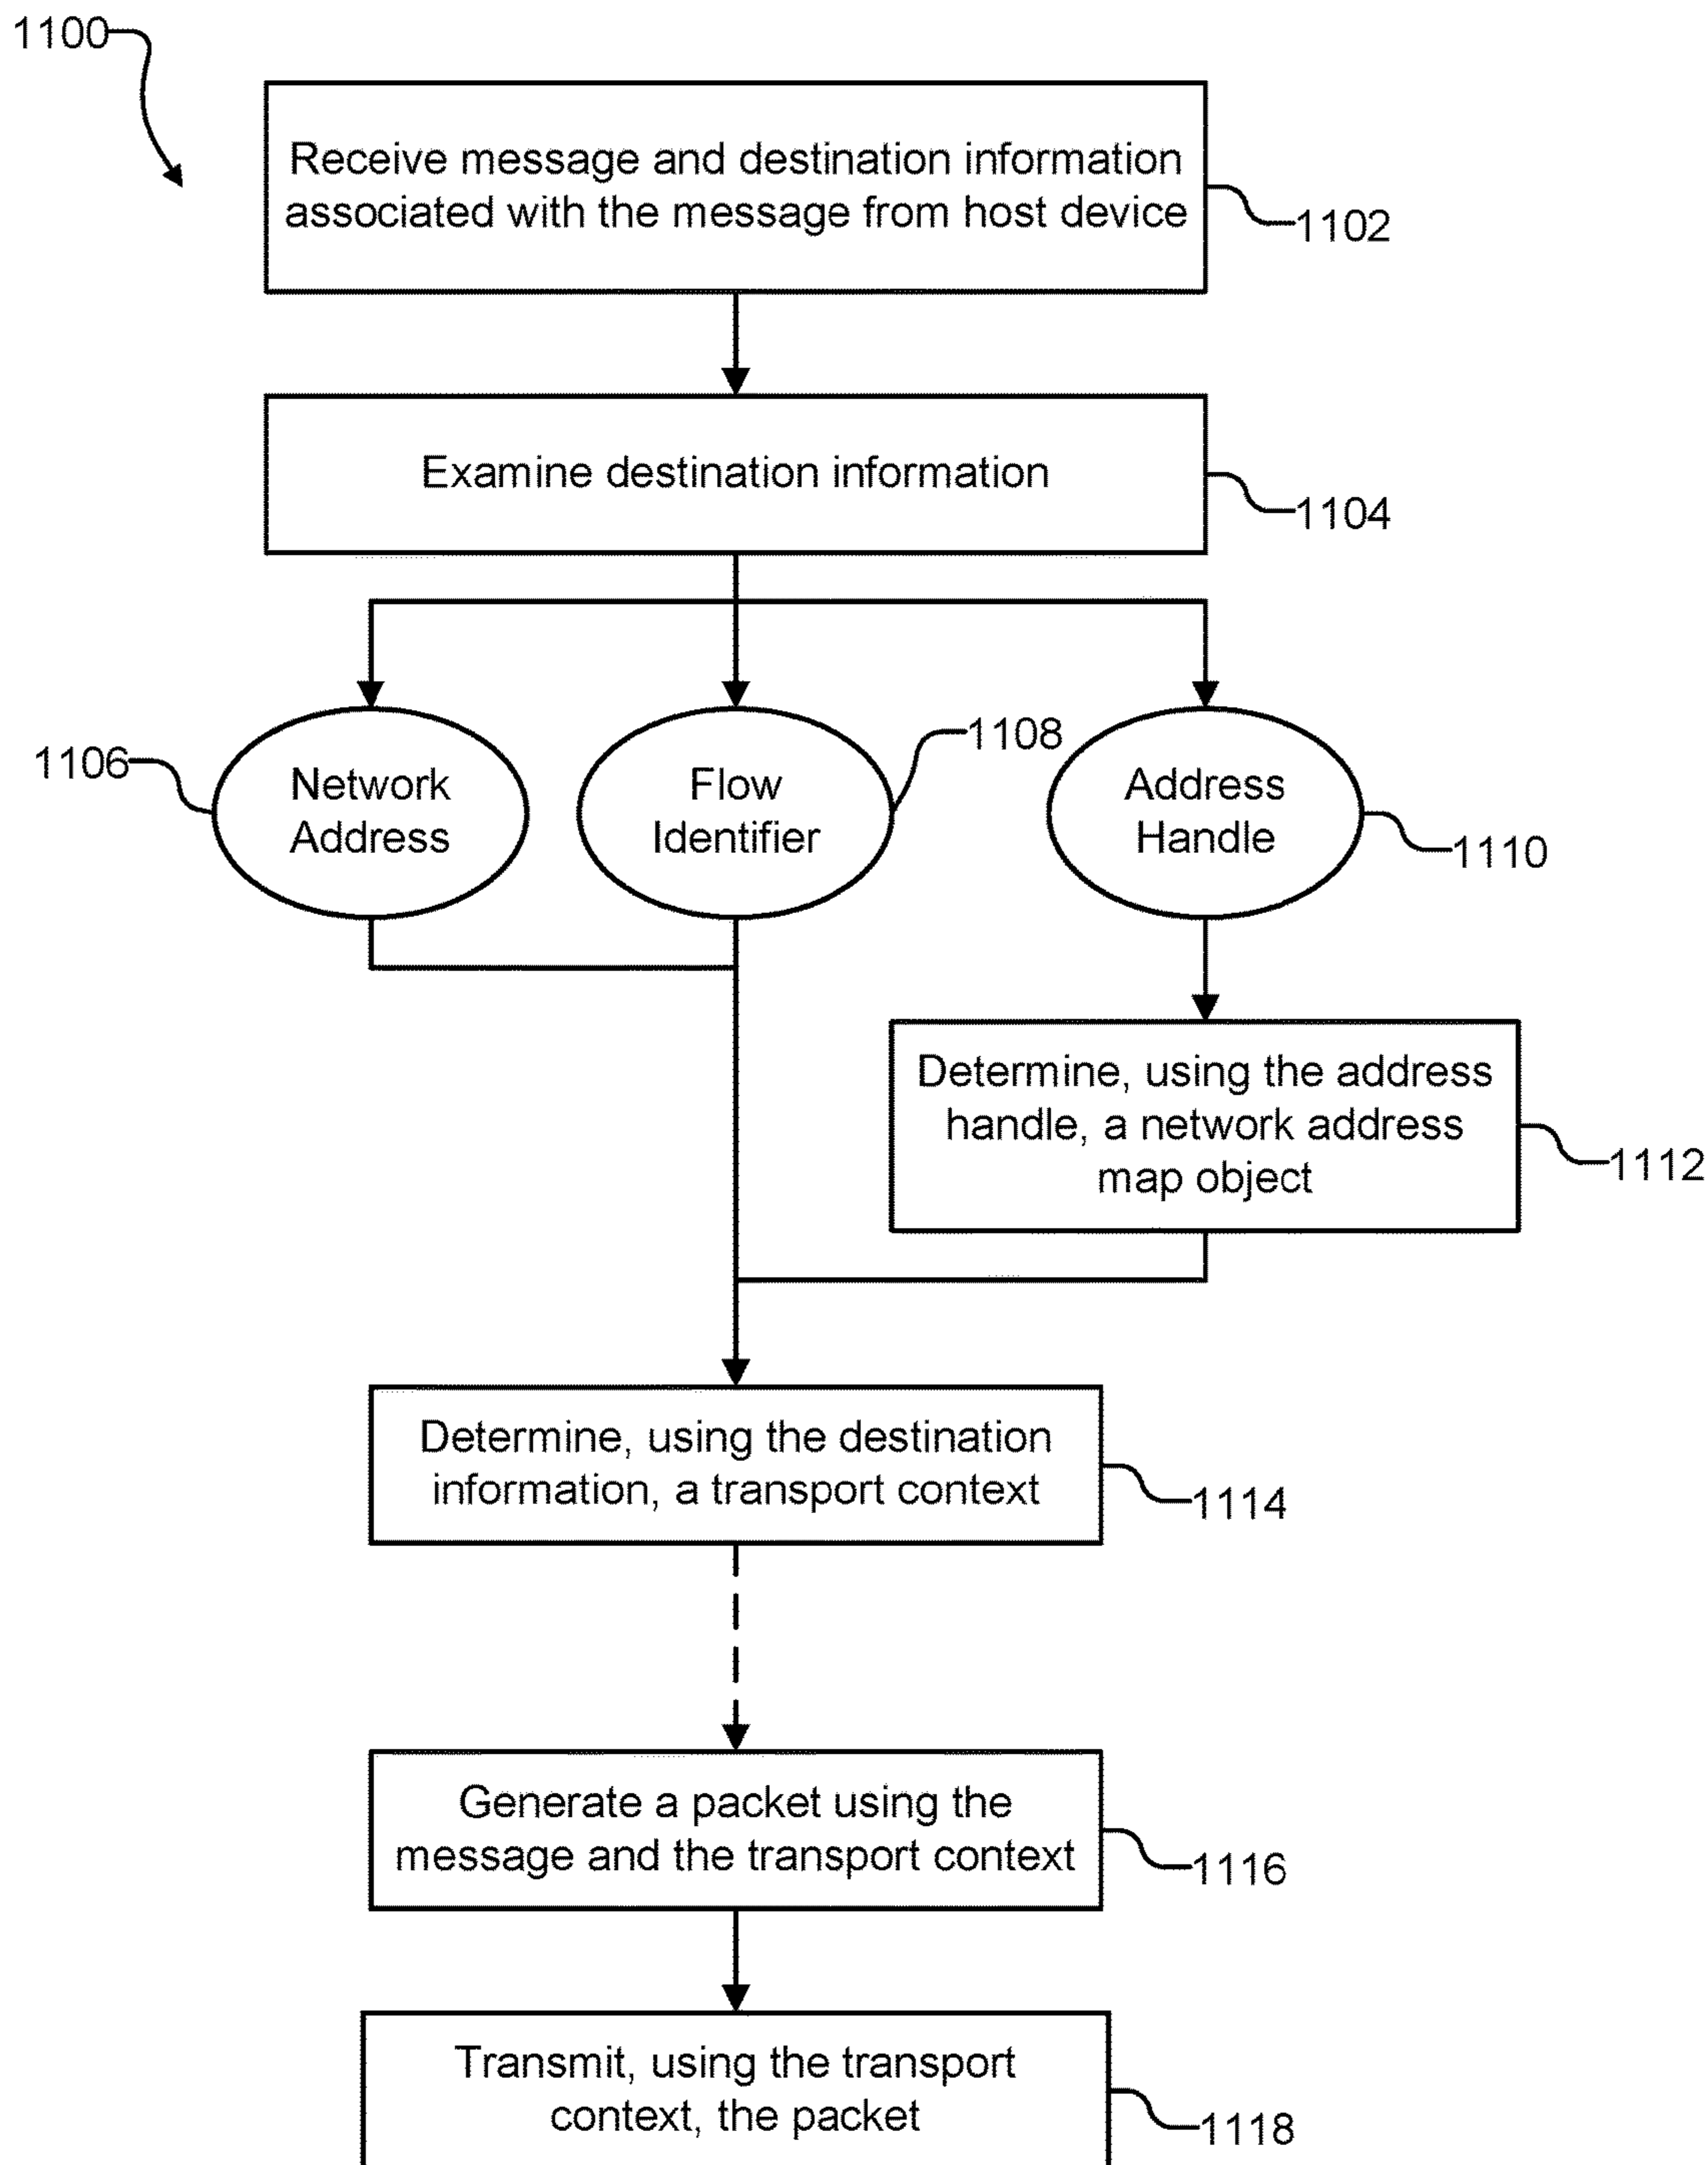 1100
Receive message and destination information
associated with the message from host device
1102
Examine destination information
1104
1106
Network
Address
Flow
Identifier
1108
Address
Handle
1110
Determine, using the address
handle, a network address
map object
1112
Determine, using the destination
information, a transport context
1114
Generate a packet using the
message and the transport context
1116
Transmit, using the transport
context, the packet
1118